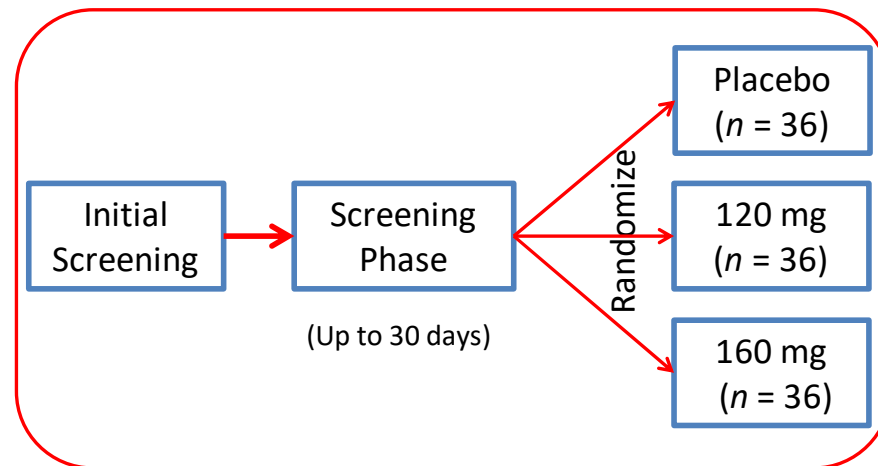 Initial
Screening
Screening
Phase
(Up to 30 days)
Randomize
Placebo
(n = 36)
120 mg
(n = 36)
160 mg
(n = 36)